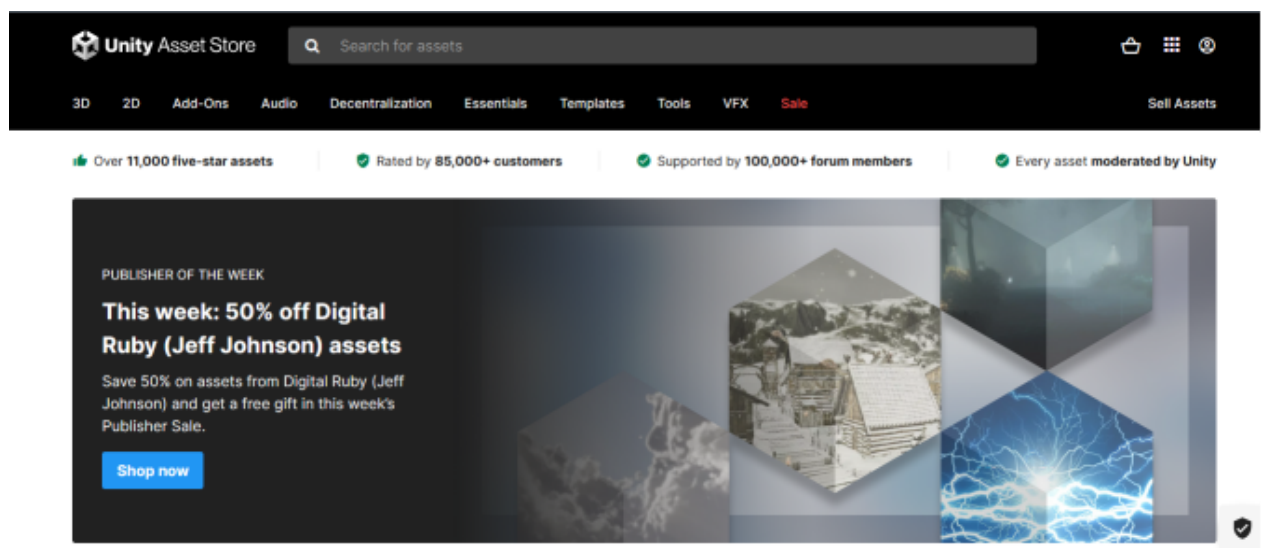 Unity Asset Store
Search for assets
3D 2D Add-Ons Audio Decentralization Essentials Templates Tools VFX Sale Sell Assets
Over 11,000 five-star assets Rated by 85,000+ customers Supported by 100,000+ forum members Every asset moderated by Unity
PUBLISHER OF THE WEEK
This week: 50% off Digital
Ruby (Jeff Johnson) assets
Save 50% on assets from Digital Ruby (Jeff
Johnson) and get a free gift in this week's
Publisher Sale.
Shop now